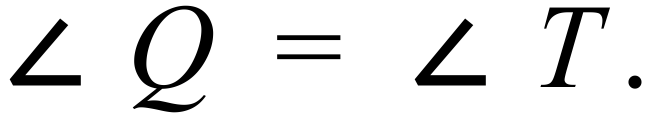 ∠ Q = ∠ T.